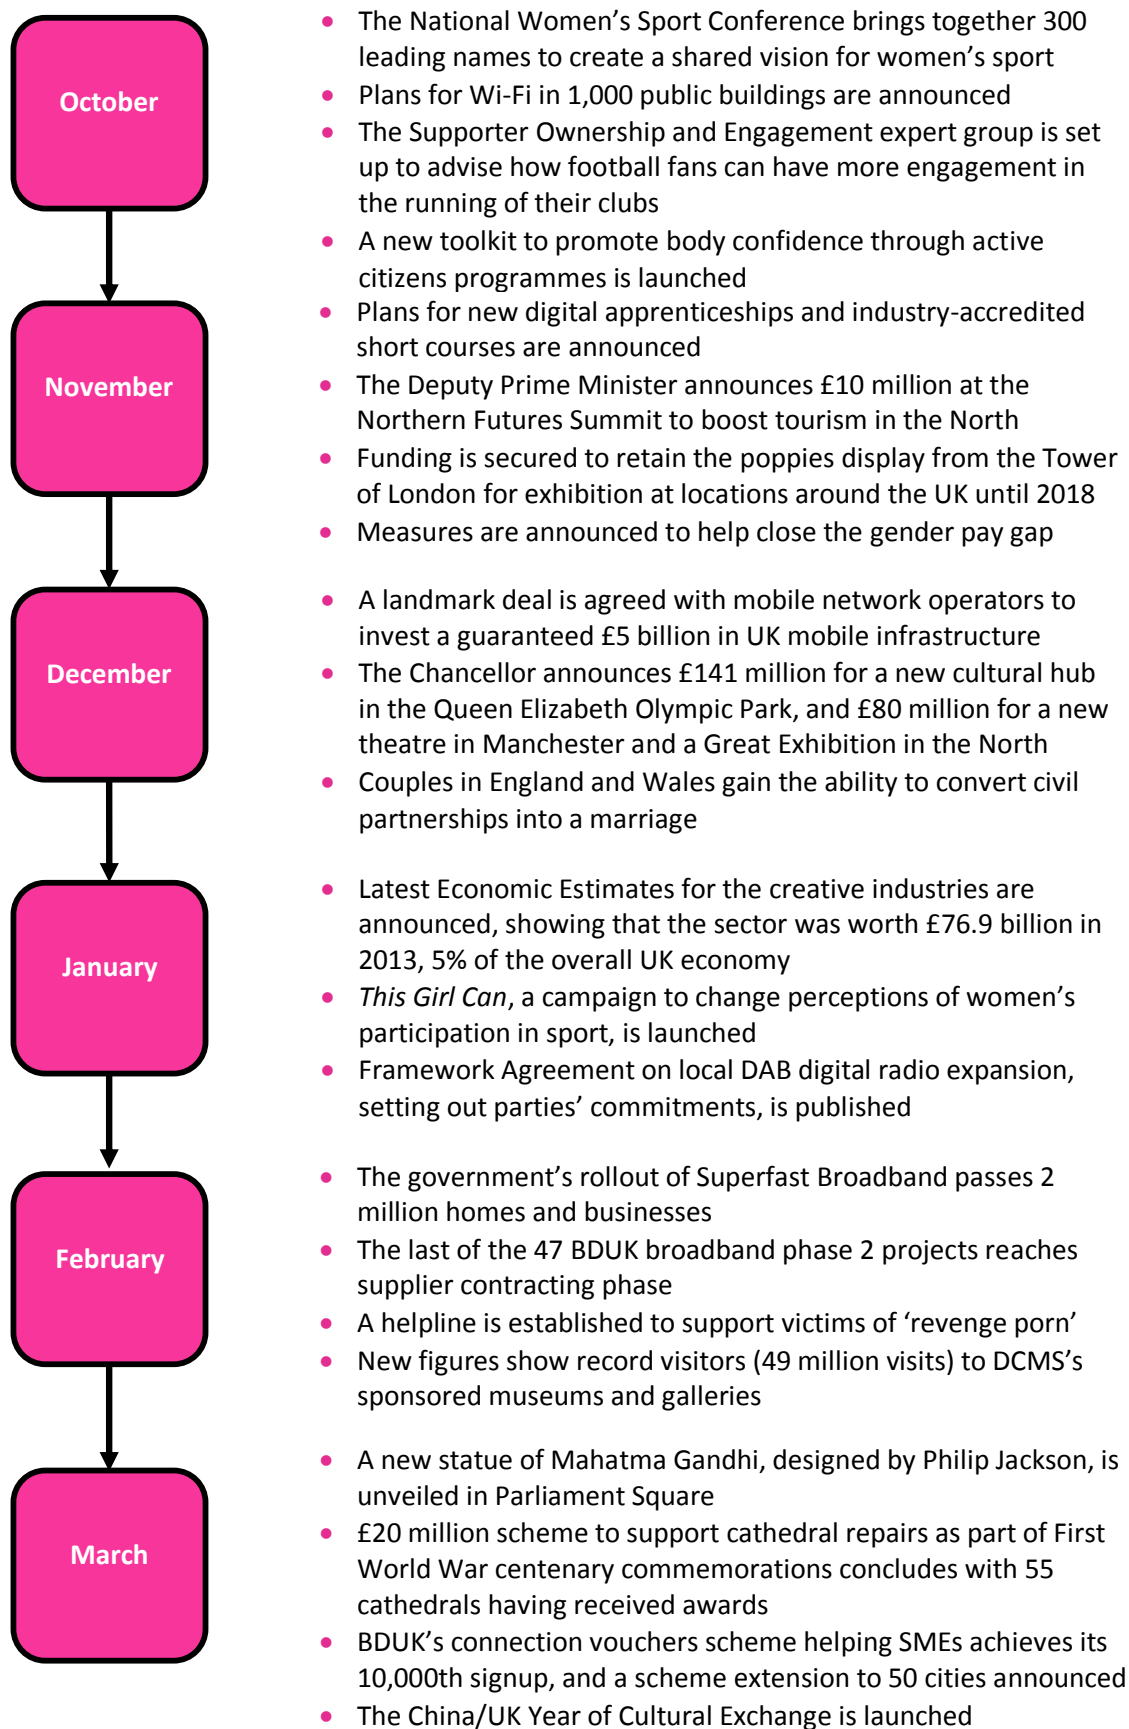 October
• The National Women’s Sport Conference brings together 300
leading names to create a shared vision for women’s sport
• Plans for Wi-Fi in 1,000 public buildings are announced
• The Supporter Ownership and Engagement expert group is set
up to advise how football fans can have more engagement in
the running of their clubs
• A new toolkit to promote body confidence through active
citizens programmes is launched
November
• Plans for new digital apprenticeships and industry-accredited
short courses are announced
• The Deputy Prime Minister announces £10 million at the
Northern Futures Summit to boost tourism in the North
• Funding is secured to retain the poppies display from the Tower
of London for exhibition at locations around the UK until 2018
• Measures are announced to help close the gender pay gap
December
• A landmark deal is agreed with mobile network operators to
invest a guaranteed £5 billion in UK mobile infrastructure
• The Chancellor announces £141 million for a new cultural hub
in the Queen Elizabeth Olympic Park, and £80 million for a new
theatre in Manchester and a Great Exhibition in the North
• Couples in England and Wales gain the ability to convert civil
partnerships into a marriage
January
• Latest Economic Estimates for the creative industries are
announced, showing that the sector was worth £76.9 billion in
2013, 5% of the overall UK economy
• This Girl Can, a campaign to change perceptions of women’s
participation in sport, is launched
• Framework Agreement on local DAB digital radio expansion,
setting out parties’ commitments, is published
February
• The government’s rollout of Superfast Broadband passes 2
million homes and businesses
• The last of the 47 BDUK broadband phase 2 projects reaches
supplier contracting phase
• A helpline is established to support victims of ‘revenge porn’
• New figures show record visitors (49 million visits) to DCMS’s
sponsored museums and galleries
March
• A new statue of Mahatma Gandhi, designed by Philip Jackson, is
unveiled in Parliament Square
• £20 million scheme to support cathedral repairs as part of First
World War centenary commemorations concludes with 55
cathedrals having received awards
• BDUK’s connection vouchers scheme helping SMEs achieves its
10,000th signup, and a scheme extension to 50 cities announced
• The China/UK Year of Cultural Exchange is launched